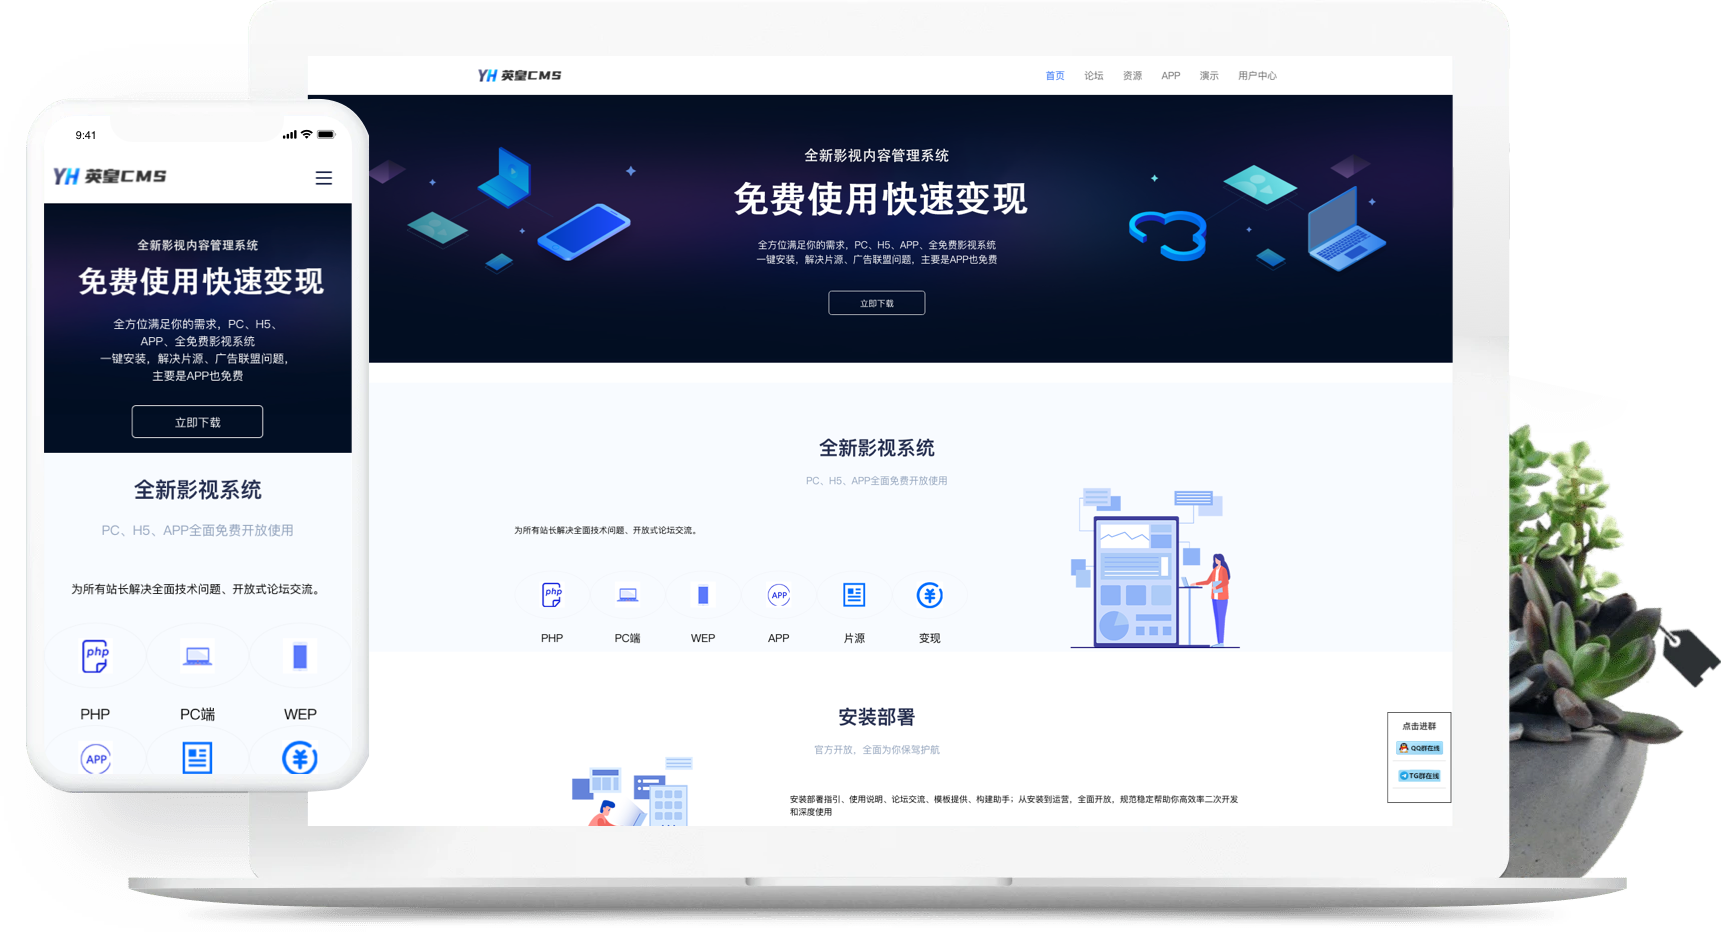 9:41
YH 英皇CMS
全新影视内容管理系统
免费使用快速变现
全方位满足你的需求，PC、H5、
APP、全免费影视系统
一键安装，解决片源、广告联盟问题，
主要是APP也免费
立即下载
全新影视系统
PC、H5、APP全面免费开放使用
为所有站长解决全面技术问题、开放式论坛交流。
php
PHP
PC端
WEP
APP
YH 英皇CMS
首页
论坛
资源
APP
演示
用户中心
全新影视内容管理系统
免费使用快速变现
全方位满足你的需求，PC、H5、APP、全免费影视系统
一键安装，解决片源、广告联盟问题，主要是APP也免费
立即下载
全新影视系统
PC、H5、APP全面免费开放使用
为所有站长解决全面技术问题、开放式论坛交流。
php
APP
PHP
PC端
WEP
APP
片源
变现
安装部署
官方开放、全面为你保驾护航
安装部署指引、使用说明、论坛交流、模板提供、构建助手；从安装到运营，全面开放，规范稳定帮助你高效率二次开发
和深度使用
点击进群
QQ群在线
TG群在线